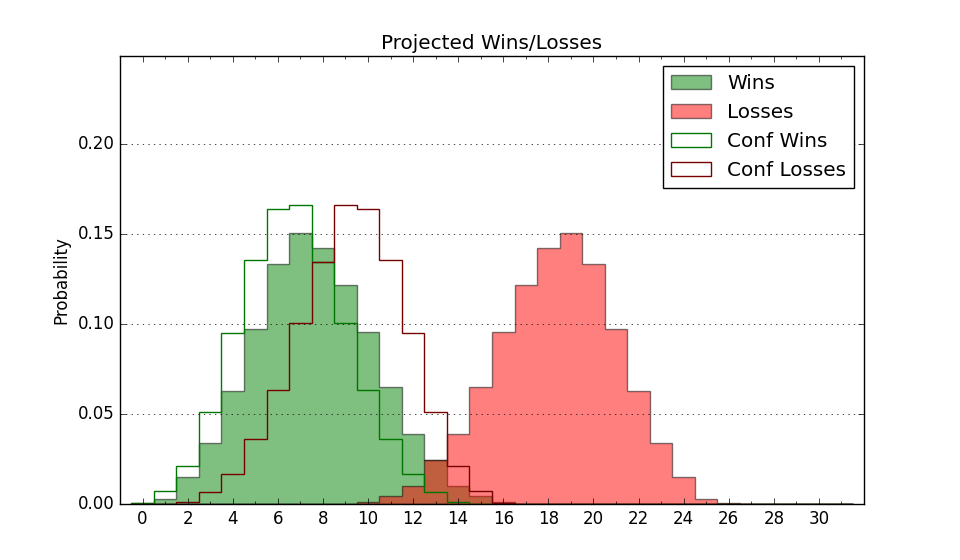 Projected Wins/Losses
Wins
Losses
Conf Wins
Conf Losses
Probability
0.20
0.15
0.10
0.05
0.00
0 2 4 6 8 10 12 14 16 18 20 22 24 26 28 30